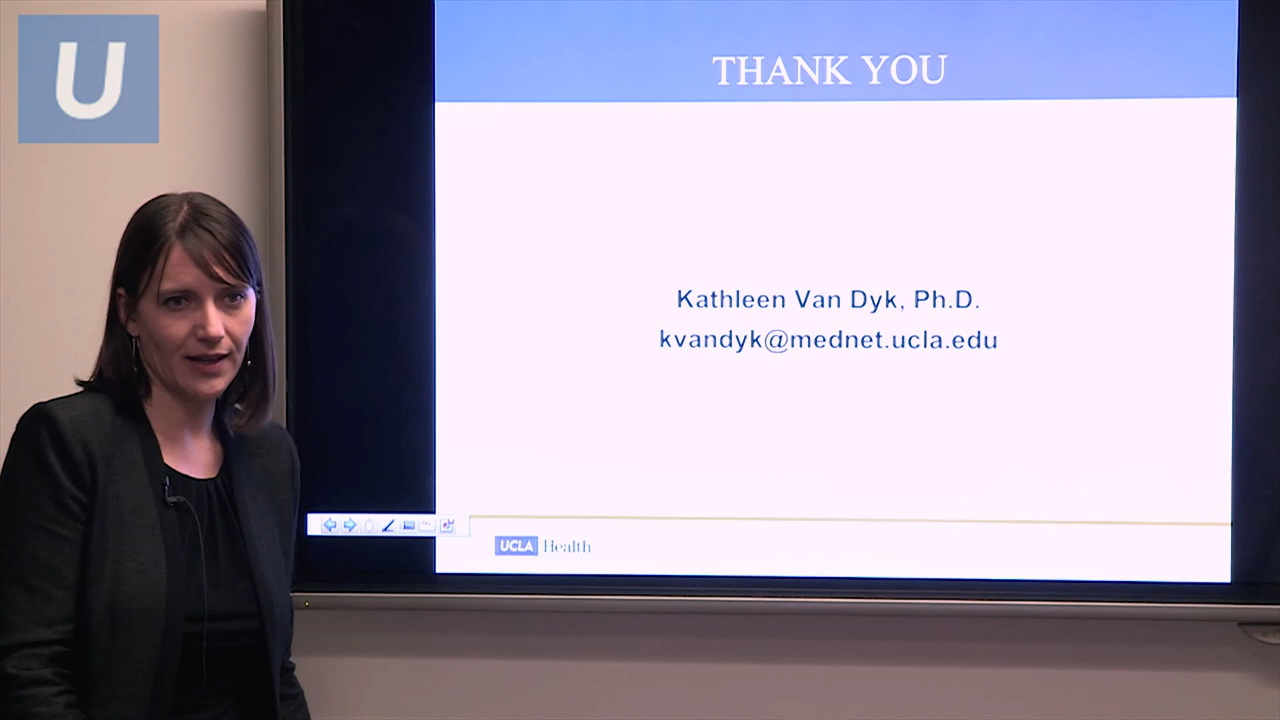 U
THANK YOU
Kathleen Van Dyk, Ph.D.
kvandyk@mednet.ucla.edu
UCLA Health